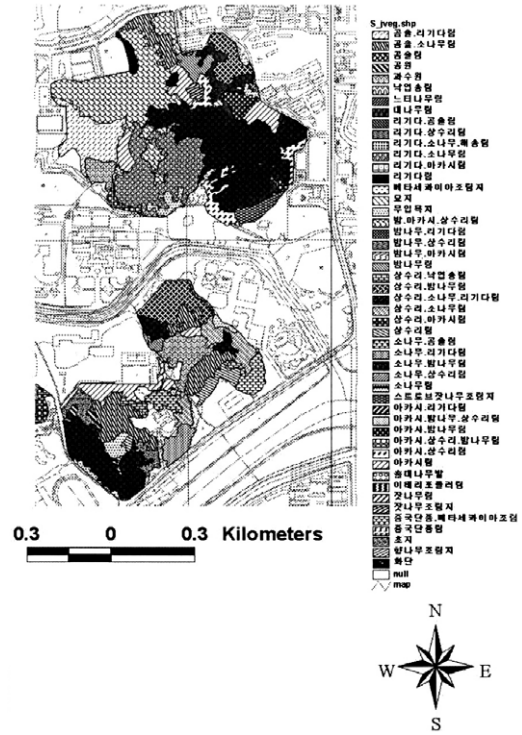 S_jveg.shp
곰솔.리기다림
곰솔.소나무림
곰솔림
공원
과수원
낙엽송림
느티나무림
대나무림
리기다.곰솔림
리기다.상수리림
리기다.소나무.해송림
리기다.소나무림
리기다.아카시림
리기다림
메타세콰이아조림지
묘지
무입목지
밤.아카시.상수리림
밤나무.리기다림
밤나무.상수리림
밤나무.아카시림
밤나무림
상수리.낙엽송림
상수리.밤나무림
상수리.소나무.리기다림
상수리.소나무림
상수리.아카시림
상수리림
소나무.곰솔림
소나무.리기다림
소나무.밤나무림
소나무.상수리림
소나무림
스트로브잣나무조림지
아카시.리기다림
아카시.밤나무.상수리림
아카시.밤나무림
아카시.상수리.밤나무림
아카시.상수리림
아카시림
이태리포플러림
잣나무림
잣나무조림지
중국단풍.메타세콰이아조림
중국단풍림
초지
향나무조림지
화단
null
map
0.3 0 0.3 Kilometers
N
W E
S